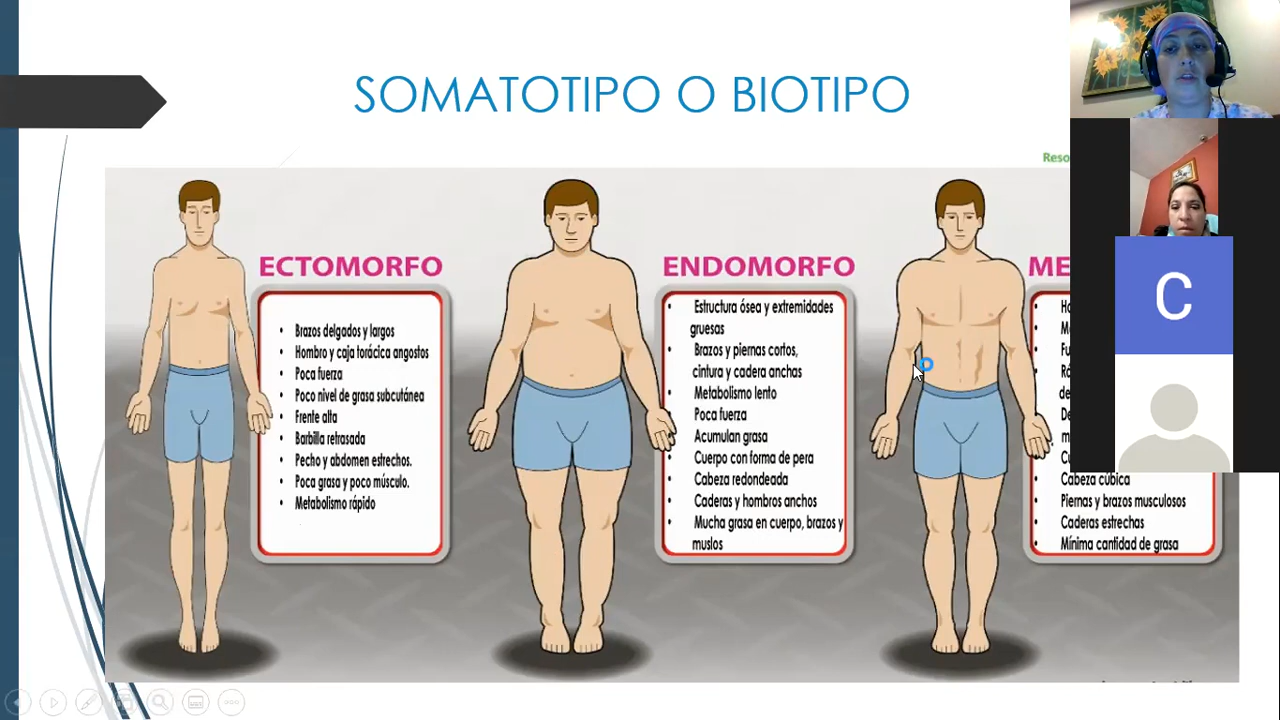 SOMATOTIPO O BIOTIPO
ECTOMORFO
• Brazos delgados y largos
• Hombro y caja torácica angostos
• Poca fuerza
• Poco nivel de grasa subcutánea
• Frente alta
• Barbilla retrasada
• Pecho y abdomen estrechos.
• Poca grasa y poco músculo.
• Metabolismo rápido
ENDOMORFO
• Estructura ósea y extremidades
gruesas
• Brazos y piernas cortos,
cintura y cadera anchas
• Metabolismo lento
• Poca fuerza
• Acumulan grasa
• Cuerpo con forma de pera
• Cabeza redondeada
• Caderas y hombros anchos
• Mucha grasa en cuerpo, brazos y
muslos
Cabeza cúbica
• Piernas y brazos musculosos
• Caderas estrechas
• Mínima cantidad de grasa
C